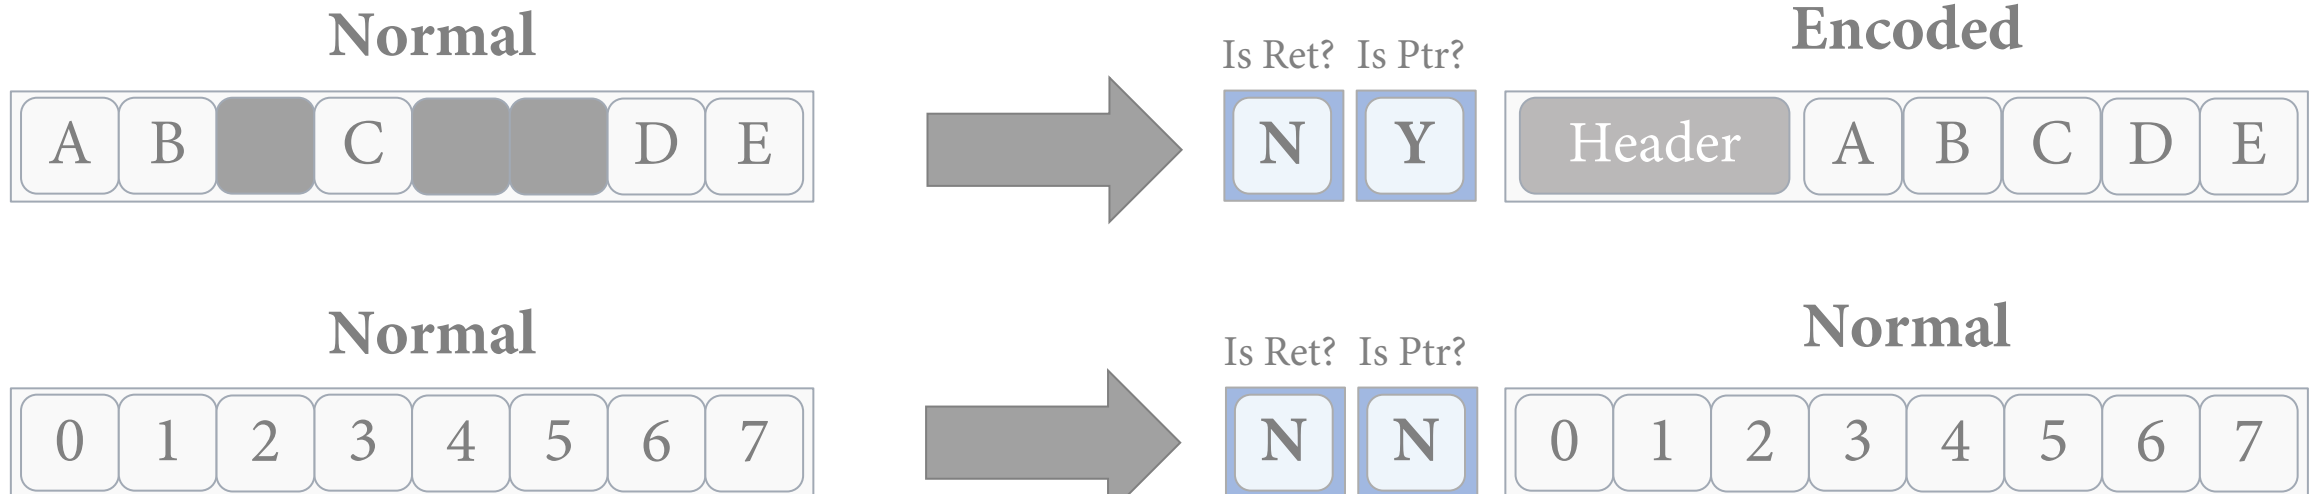 Normal
Encoded
Is Ret? Is Ptr?
A B C D E
N Y
Header A B C D E
Normal
Normal
Is Ret? Is Ptr?
0 1 2 3 4 5 6 7
N N
0 1 2 3 4 5 6 7